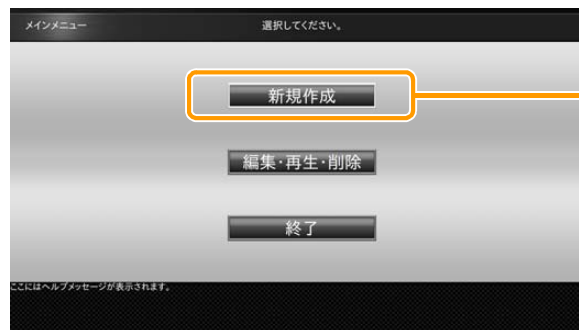 メインメニュー
選択してください。
新規作成
編集・再生・削除
終了
ここにはヘルプメッセージが表示されます。